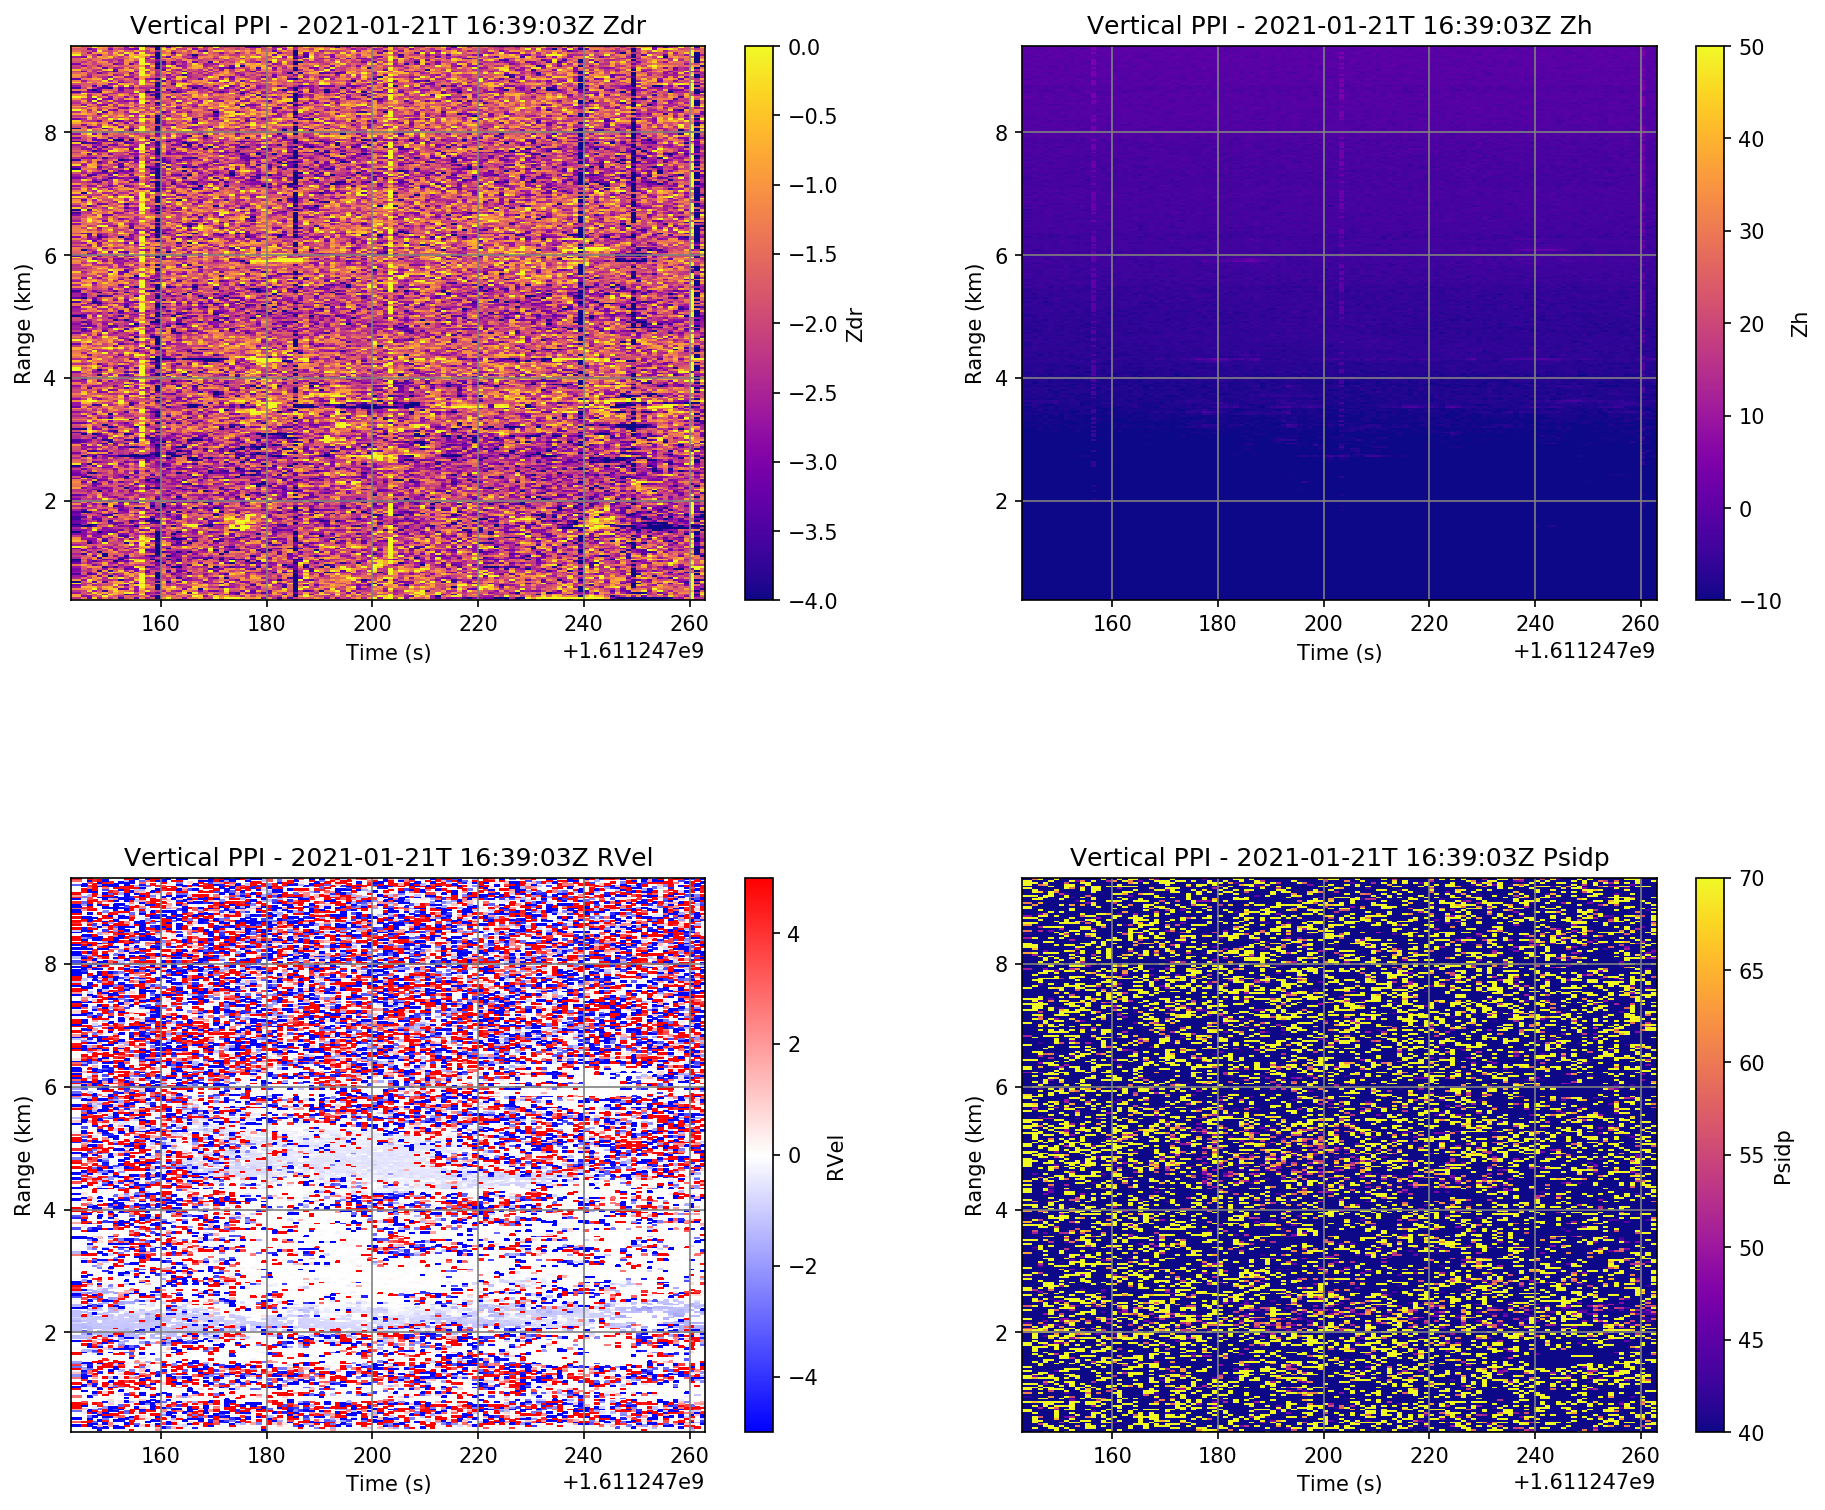 Vertical PPI - 2021-01-21T 16:39:03Z Zdr
Range (km)
8
6
4
2
160 180 200 220 240 260
Time (s)
+1.611247e9
0.0
−0.5
−1.0
−1.5
−2.0
−2.5
−3.0
−3.5
−4.0
Zdr
Vertical PPI - 2021-01-21T 16:39:03Z Zh
Range (km)
8
6
4
2
160 180 200 220 240 260
Time (s)
+1.611247e9
50
40
30
20
10
0
−10
Zh
Vertical PPI - 2021-01-21T 16:39:03Z RVel
Range (km)
8
6
4
2
160 180 200 220 240 260
Time (s)
+1.611247e9
4
2
0
−2
−4
RVel
Vertical PPI - 2021-01-21T 16:39:03Z Psidp
Range (km)
8
6
4
2
160 180 200 220 240 260
Time (s)
+1.611247e9
70
65
60
55
50
45
40
Psidp